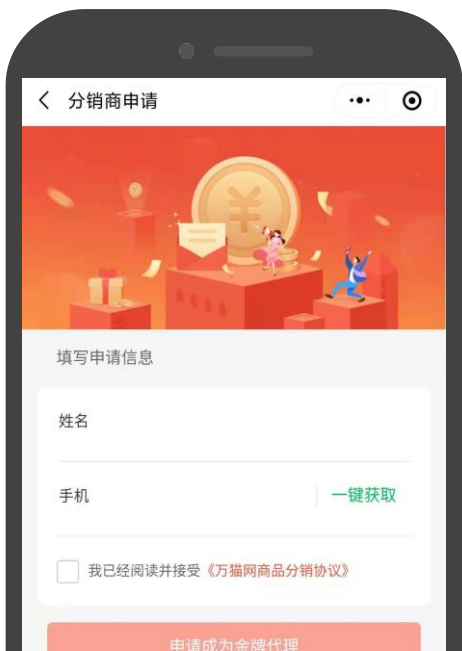 分销商申请
填写申请信息
姓名
手机 一键获取
我已经阅读并接受《万猫网商品分销协议》
申请成为金牌代理